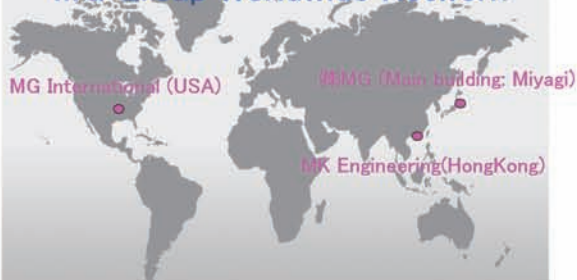 MG International (USA)
㈱MG (Main building; Miyagi)
MK Engineering(HongKong)